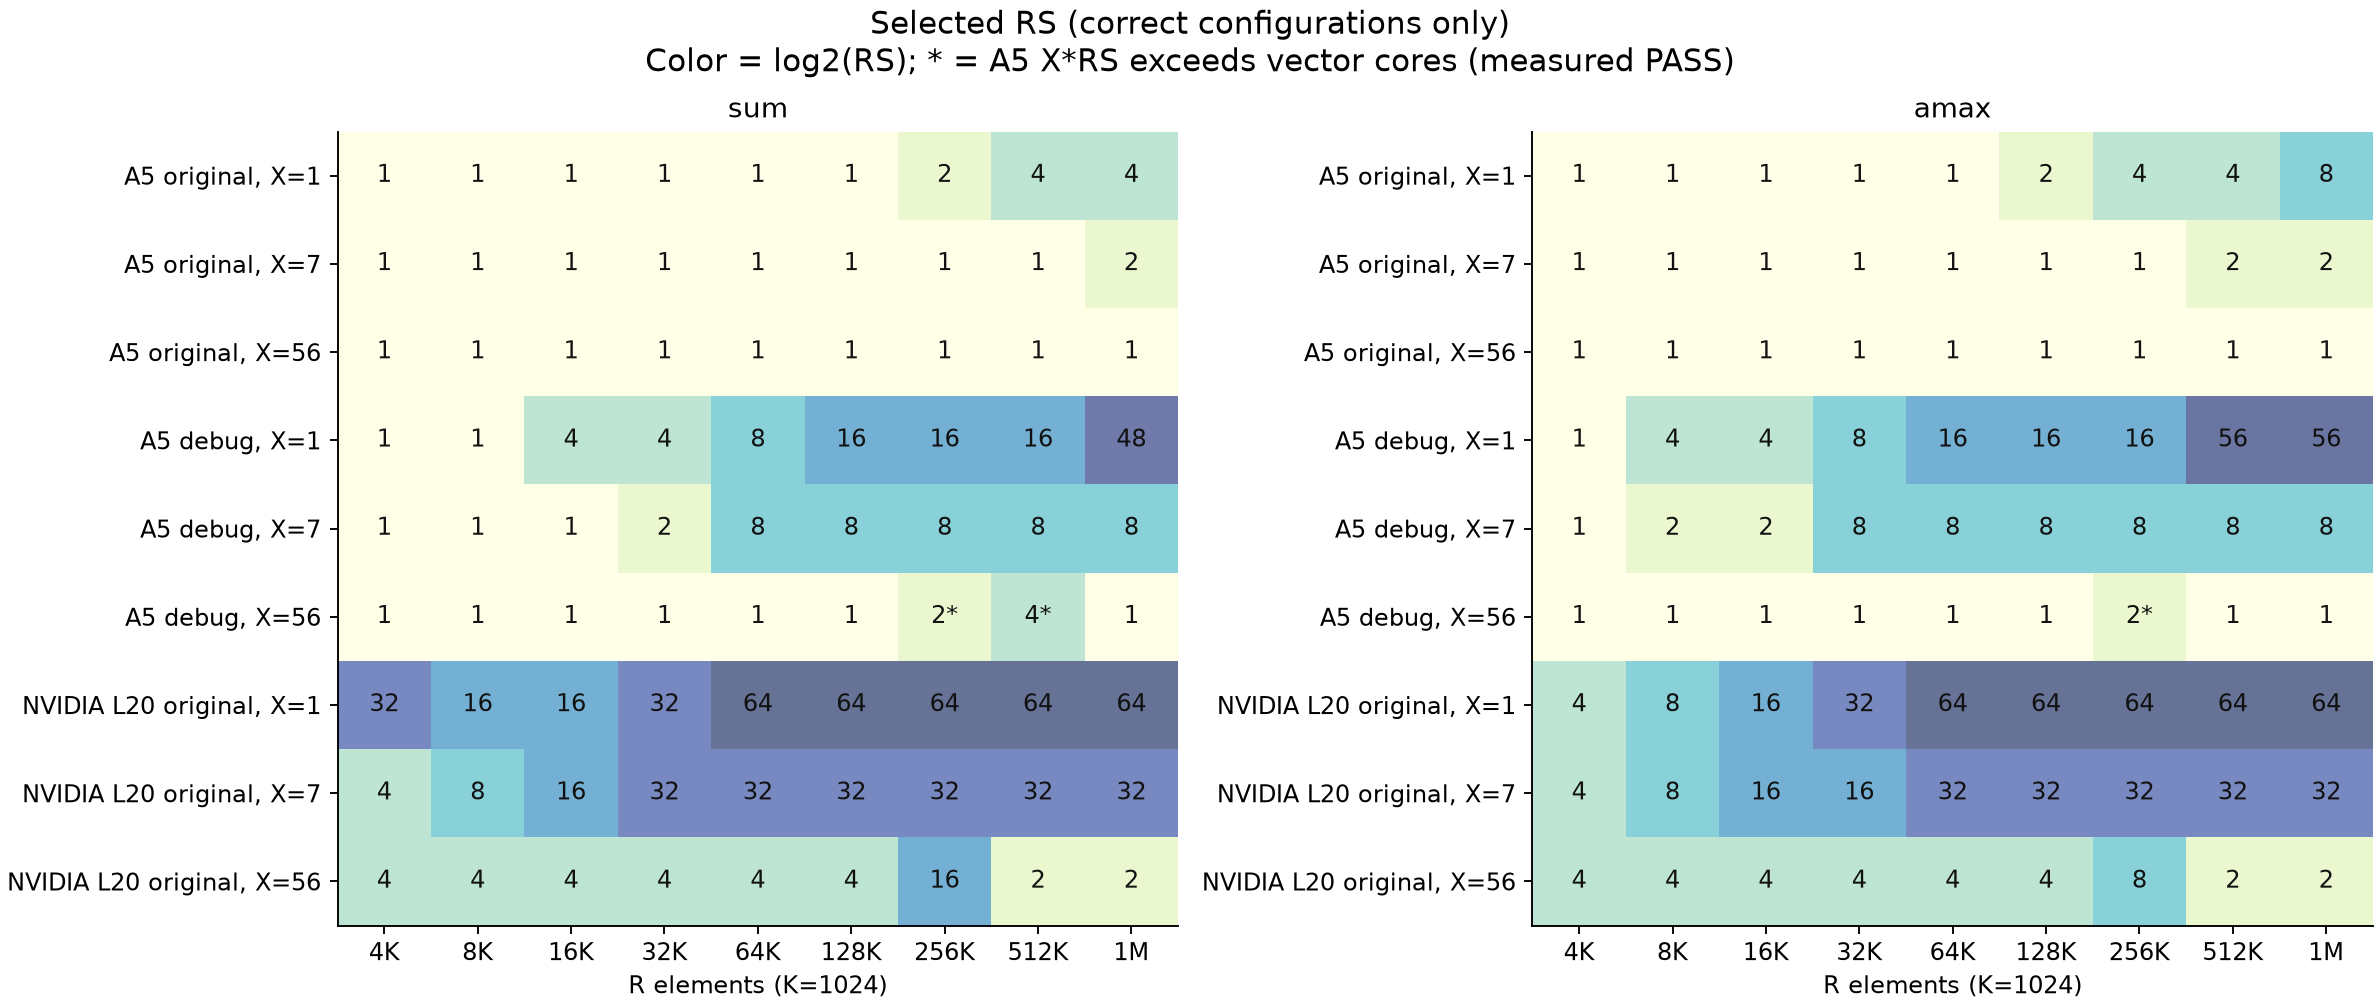 Selected RS (correct configurations only)
Color = log2(RS); * = A5 X*RS exceeds vector cores (measured PASS)
sum
A5 original, X=1 1 1 1 1 1 1 2 4 4
A5 original, X=7 1 1 1 1 1 1 1 1 2
A5 original, X=56 1 1 1 1 1 1 1 1 1
A5 debug, X=1 1 1 4 4 8 16 16 16 48
A5 debug, X=7 1 1 1 2 8 8 8 8 8
A5 debug, X=56 1 1 1 1 1 1 2* 4* 1
NVIDIA L20 original, X=1 32 16 16 32 64 64 64 64 64
NVIDIA L20 original, X=7 4 8 16 32 32 32 32 32 32
NVIDIA L20 original, X=56 4 4 4 4 4 4 16 2 2
4K 8K 16K 32K 64K 128K 256K 512K 1M
R elements (K=1024)
amax
A5 original, X=1 1 1 1 1 1 2 4 4 8
A5 original, X=7 1 1 1 1 1 1 1 2 2
A5 original, X=56 1 1 1 1 1 1 1 1 1
A5 debug, X=1 1 4 4 8 16 16 16 56 56
A5 debug, X=7 1 2 2 8 8 8 8 8 8
A5 debug, X=56 1 1 1 1 1 1 2* 1 1
NVIDIA L20 original, X=1 4 8 16 32 64 64 64 64 64
NVIDIA L20 original, X=7 4 8 16 16 32 32 32 32 32
NVIDIA L20 original, X=56 4 4 4 4 4 4 8 2 2
4K 8K 16K 32K 64K 128K 256K 512K 1M
R elements (K=1024)